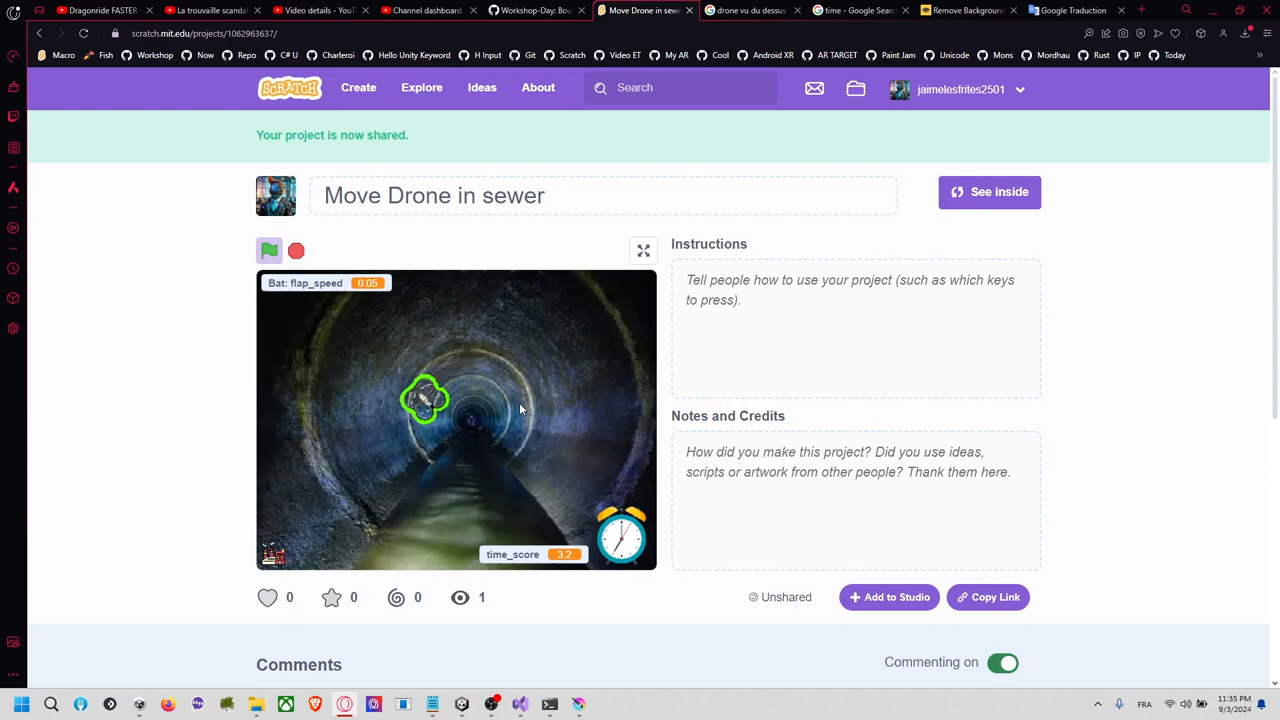 Dragonride FASTER
La trouvaille scandal
Video details - YouT
Channel dashboard
Workshop-Day: Bou
Move Drone in sewer
drone vu du dessus
time - Google Searc
Remove Background
Google Traduction
scratch.mit.edu/projects/1062963637/
Macro Fish Workshop Now Repo C# U Charleroi Hello Unity Keyword H Input Git Scratch Video ET My AR Cool Android XR AR TARGET Paint Jam Unicode Mons Mordhau Rust IP Today
SCRATCH Create Explore Ideas About Search jaimelesfrites2501
Your project is now shared.
Move Drone in sewer
See inside
Instructions
Tell people how to use your project (such as which keys
to press).
Bat: flap_speed 0.05
time_score 3.2
Notes and Credits
How did you make this project? Did you use ideas,
scripts or artwork from other people? Thank them here.
0 0 0 1
Unshared
Add to Studio
Copy Link
Comments
Commenting on
FRA
11:35 PM
9/3/2024